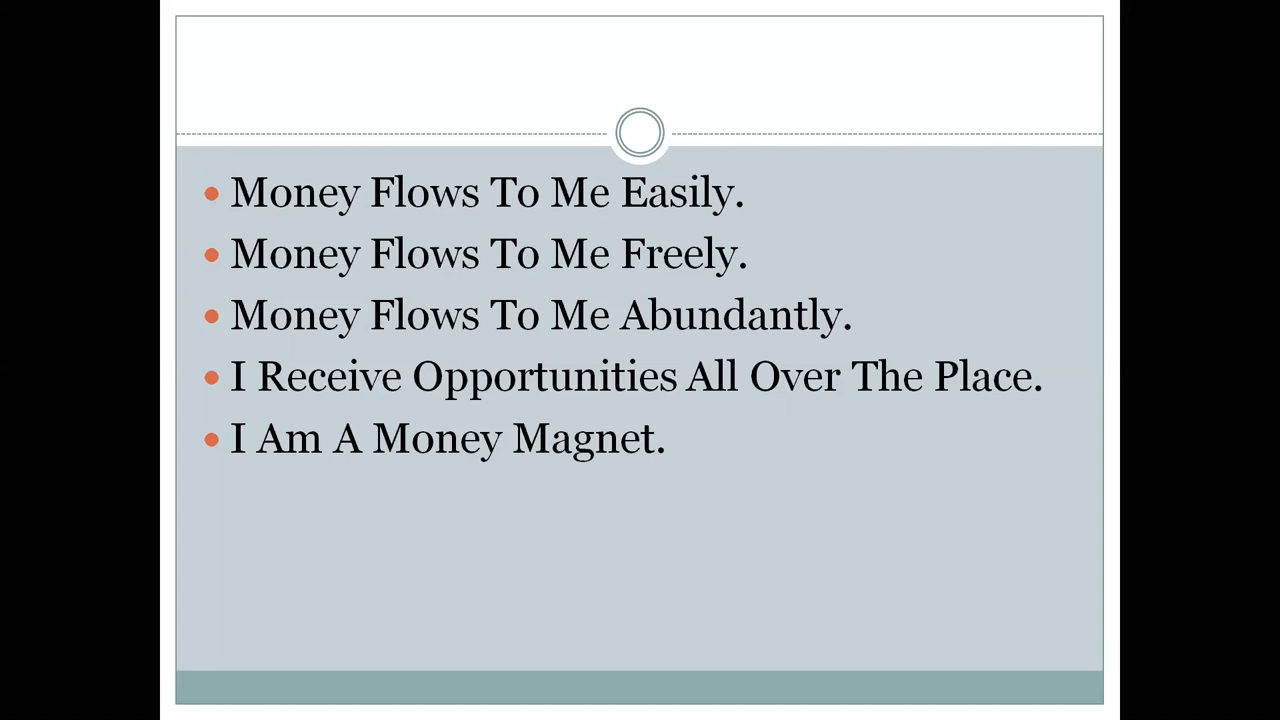 Money Flows To Me Easily.
Money Flows To Me Freely.
Money Flows To Me Abundantly.
I Receive Opportunities All Over The Place.
I Am A Money Magnet.